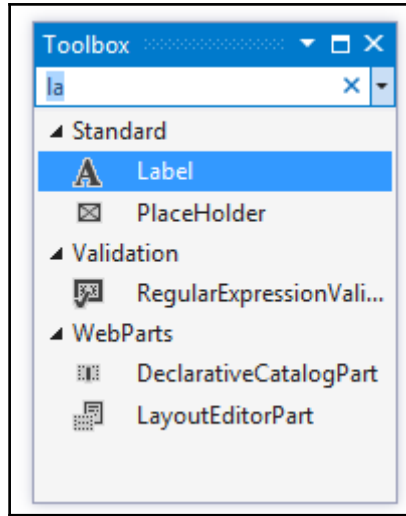 Toolbox
la
Standard
Label
PlaceHolder
Validation
RegularExpressionVali...
WebParts
DeclarativeCatalogPart
LayoutEditorPart